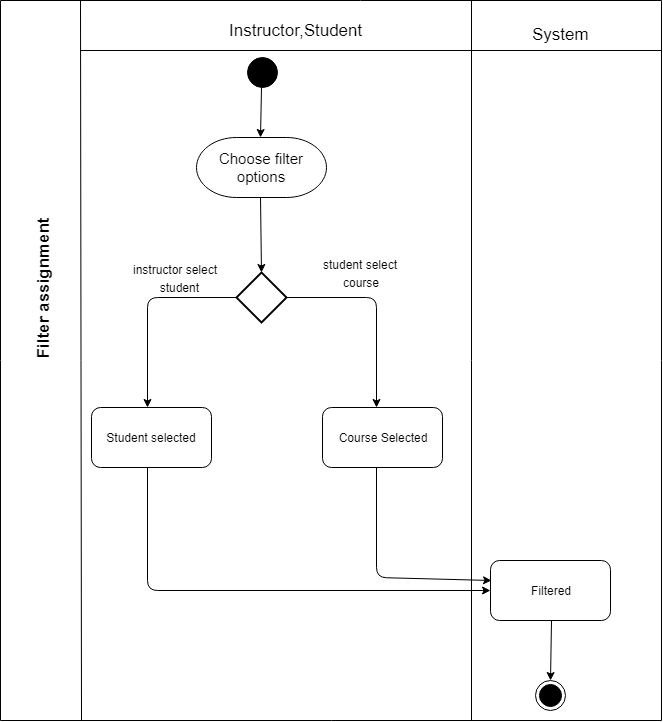 Instructor,Student
System
Choose filter
options
Filter assignment
instructor select
student
student select
course
Student selected
Course Selected
Filtered